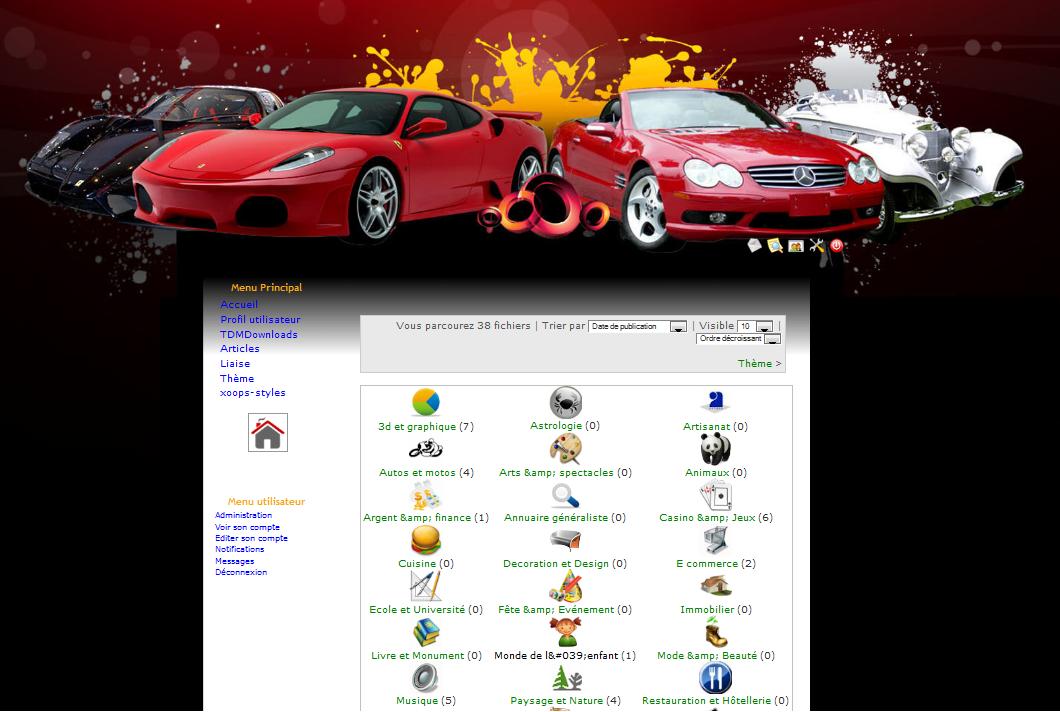 Menu Principal
Accueil
Profil utilisateur
TDMDownloads
Articles
Liaise
Thème
xoops-styles
Menu utilisateur
Administration
Voir son compte
Editer son compte
Notifications
Messages
Déconnexion
Vous parcourez 38 fichiers | Trier par Date de publication | Visible 10 |
Ordre décroissant
Thème >
3d et graphique (7) Astrologie (0) Artisanat (0)
Autos et motos (4) Arts &amp; spectacles (0) Animaux (0)
Argent &amp; finance (1) Annuaire généraliste (0) Casino &amp; Jeux (6)
Cuisine (0) Decoration et Design (0) E commerce (2)
Ecole et Université (0) Fête &amp; Evénement (0) Immobilier (0)
Livre et Monument (0) Monde de l&#039;enfant (1) Mode &amp; Beauté (0)
Musique (5) Paysage et Nature (4) Restauration et Hôtellerie (0)